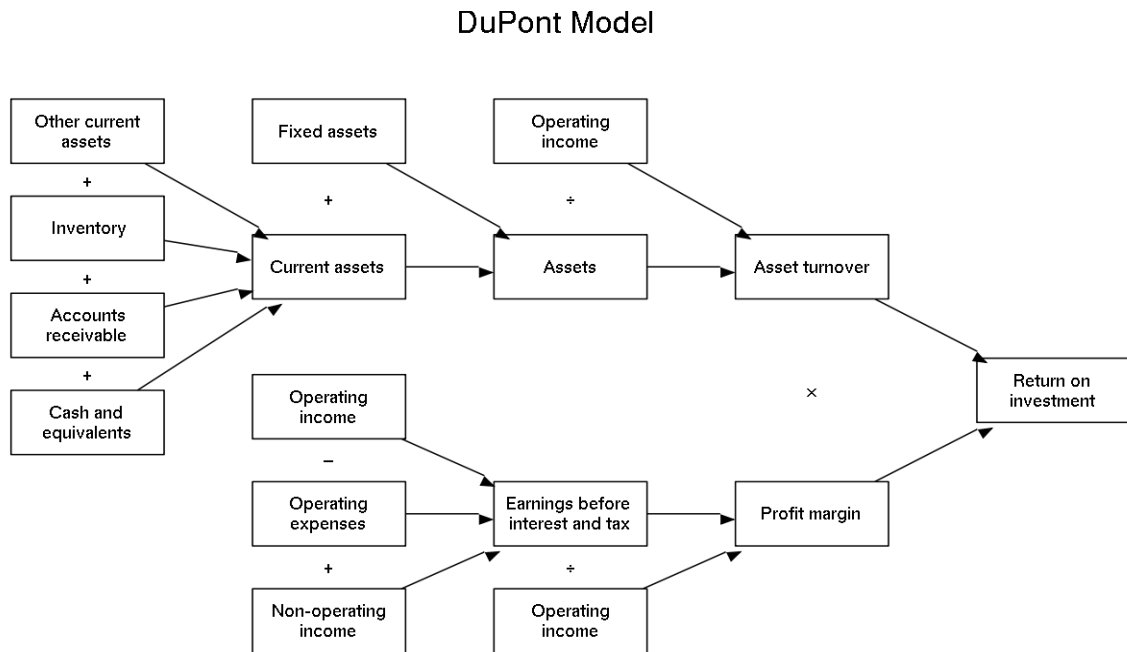 DuPont Model
Other current
assets
+
Inventory
+
Accounts
receivable
+
Cash and
equivalents
Fixed assets
+
Current assets
Operating
income
÷
Assets
Asset turnover
Operating
income
–
Operating
expenses
+
Non-operating
income
Earnings before
interest and tax
÷
Operating
income
×
Profit margin
Return on
investment